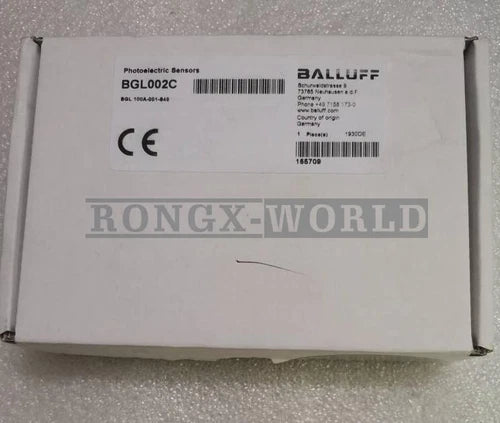 Photoelectric Sensors
BGL002C
BGL 100A-001-S49
BALLUFF
Schurwaldstrasse 9
73765 Neuhausen a.d.F
Germany
Phone +49 7158 173-0
www.balluff.com
Country of origin
Germany
1 Piece(s) 1930DE
CE
165709
RONGX-WORLD